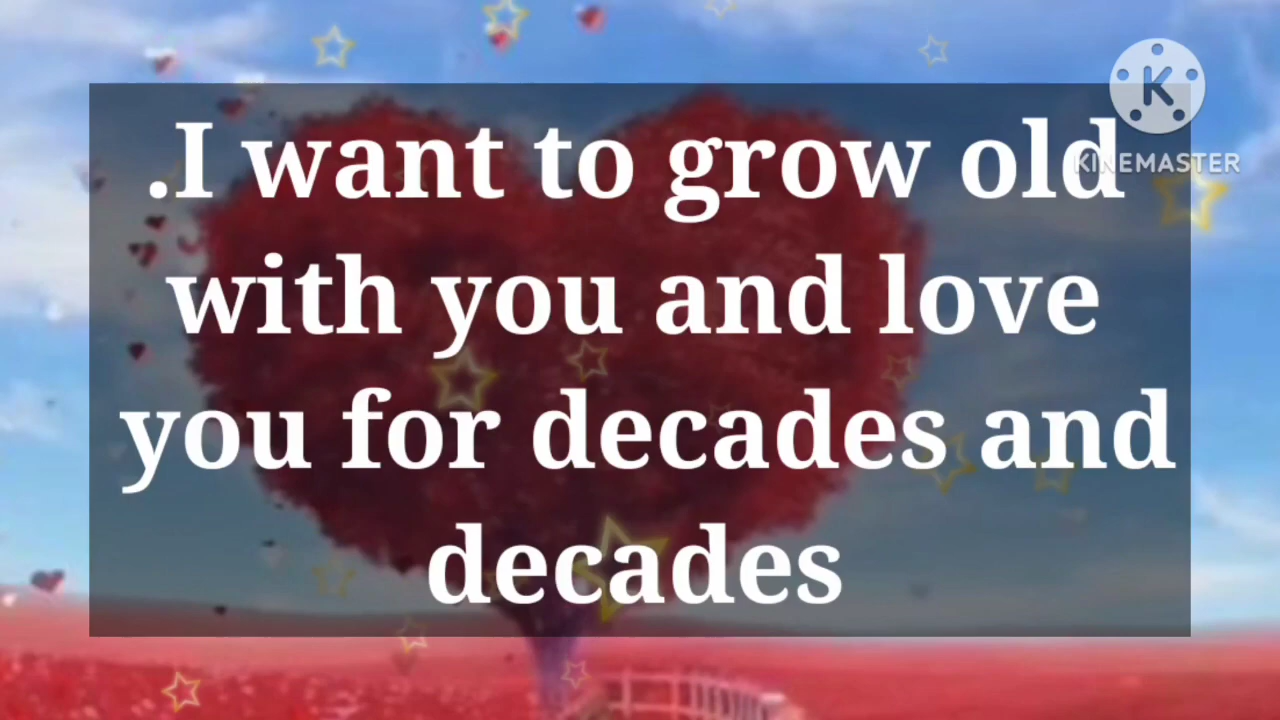 .I want to grow old
with you and love
you for decades and
decades
K
KINEMASTER